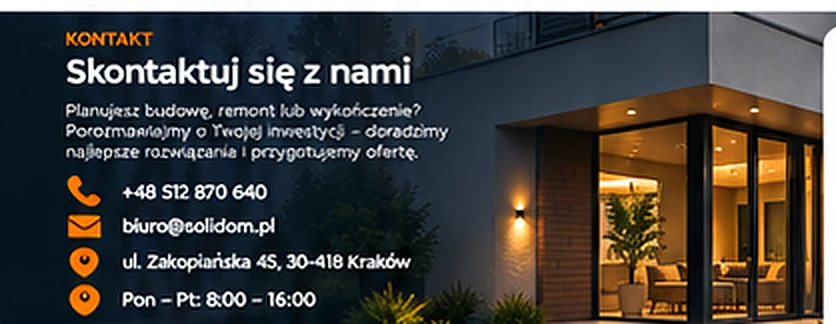 KONTAKT
Skontaktuj się z nami
Planujesz budowę, remont lub wykończenie?
Porozmawiajmy o Twojej inwestycji – doradzimy
najlepsze rozwiązania i przygotujemy ofertę.
+48 512 870 640
biuro@solidom.pl
ul. Zakopiańska 45, 30-418 Kraków
Pon – Pt: 8:00 – 16:00